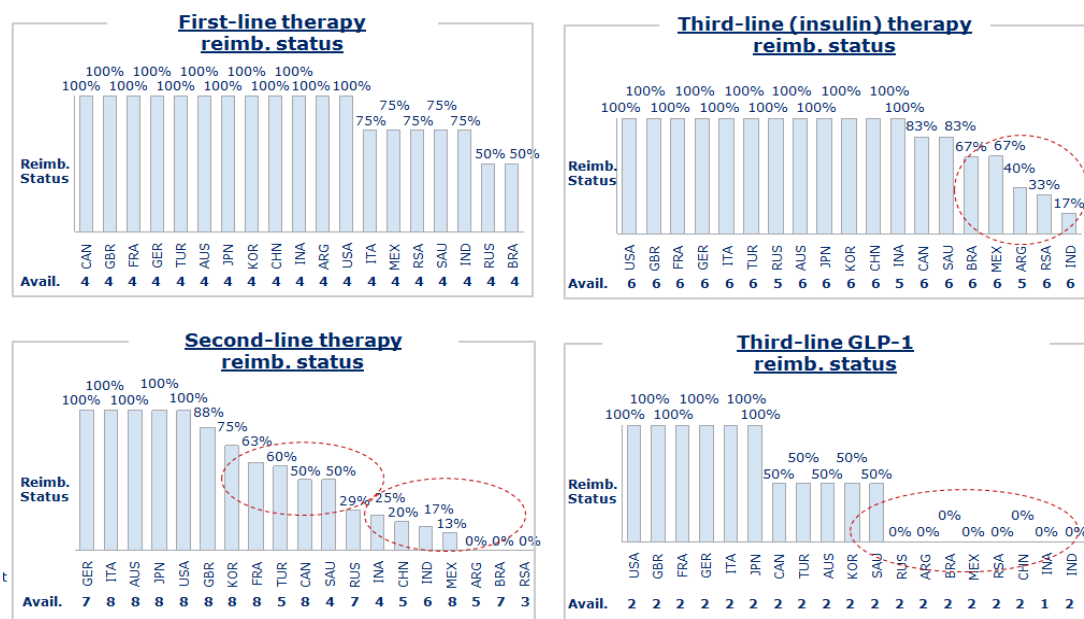 First-line therapy
reimb. status
100% 100% 100% 100% 100%
100% 100% 100% 100% 100% 100% 100%
75% 75%
75% 75% 75%
50% 50%
Reimb.
Status
CAN GBR FRA GER TUR AUS JPN KOR CHN INA ARG USA ITA MEX RSA SAU IND RUS BRA
Avail. 4 4 4 4 4 4 4 4 4 4 4 4 4 4 4 4 4 4 4
Third-line (insulin) therapy
reimb. status
100% 100% 100% 100% 100% 100%
100% 100% 100% 100% 100% 100%
83% 83%
67% 67%
40%
33%
17%
Reimb.
Status
USA GBR FRA GER ITA TUR RUS AUS JPN KOR CHN INA CAN SAU BRA MEX ARG RSA IND
Avail. 6 6 6 6 6 6 5 6 6 6 6 5 6 6 6 6 5 6 6
Second-line therapy
reimb. status
100% 100%
100% 100% 100%
88%
75%
63%
60%
50% 50%
29% 25%
20% 17%
13%
0% 0% 0%
Reimb.
Status
GER ITA AUS JPN USA GBR KOR FRA TUR CAN SAU RUS INA CHN IND MEX ARG BRA RSA
t
Avail. 7 8 8 8 8 8 8 8 5 8 4 7 4 5 6 8 5 7 3
Third-line GLP-1
reimb. status
100% 100% 100%
100% 100% 100%
50% 50%
50% 50% 50%
0% 0%
0% 0% 0% 0% 0% 0%
Reimb.
Status
USA GBR FRA GER ITA JPN CAN TUR AUS KOR SAU RUS ARG BRA MEX RSA CHN INA IND
Avail. 2 2 2 2 2 2 2 2 2 2 2 2 2 2 2 2 2 1 2